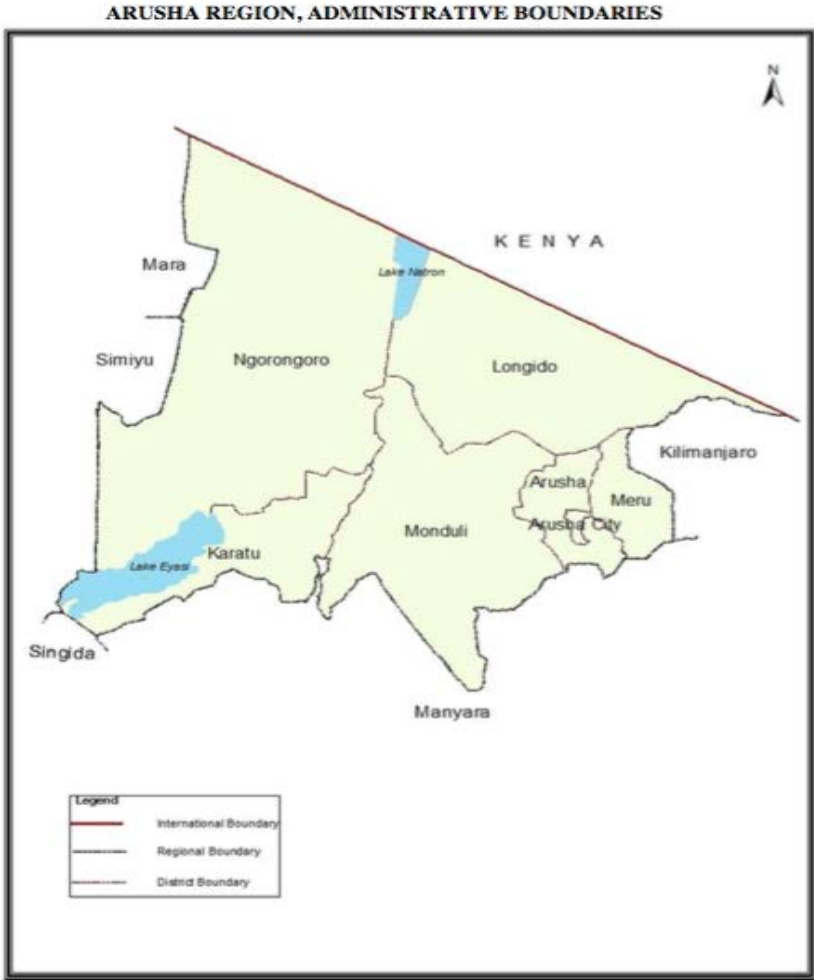 ARUSHA REGION, ADMINISTRATIVE BOUNDARIES
N
KENYA
Mara
Lake Natron
Simiyu
Ngorongoro
Longido
Kilimanjaro
Arusha
Meru
Arusha City
Monduli
Karatu
Lake Eyasi
Singida
Manyara
Legend
International Boundary
Regional Boundary
District Boundary